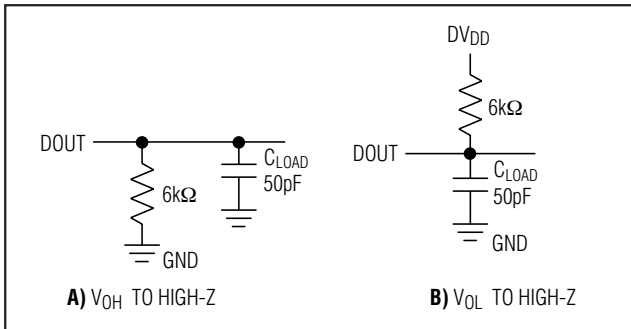 DOUT
6kΩ
GND
C_LOAD
50pF
A) V_OH TO HIGH-Z
DV_DD
6kΩ
DOUT
C_LOAD
50pF
GND
B) V_OL TO HIGH-Z